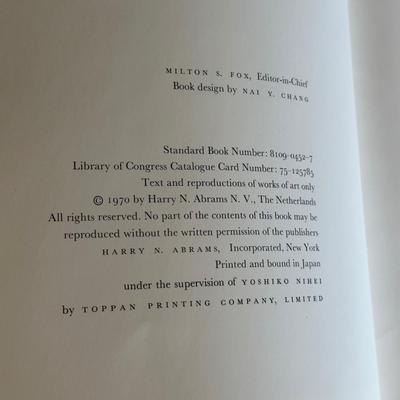 MILTON S. FOX, Editor-in-Chief
Book design by NAI Y. CHANG
Standard Book Number: 8109-0452-7
Library of Congress Catalogue Card Number: 75-125785
Text and reproductions of works of art only
© 1970 by Harry N. Abrams N. V., The Netherlands
All rights reserved. No part of the contents of this book may be
reproduced without the written permission of the publishers
HARRY N. ABRAMS, Incorporated, New York
Printed and bound in Japan
under the supervision of YOSHIKO NIHEI
by TOPPAN PRINTING COMPANY, LIMITED